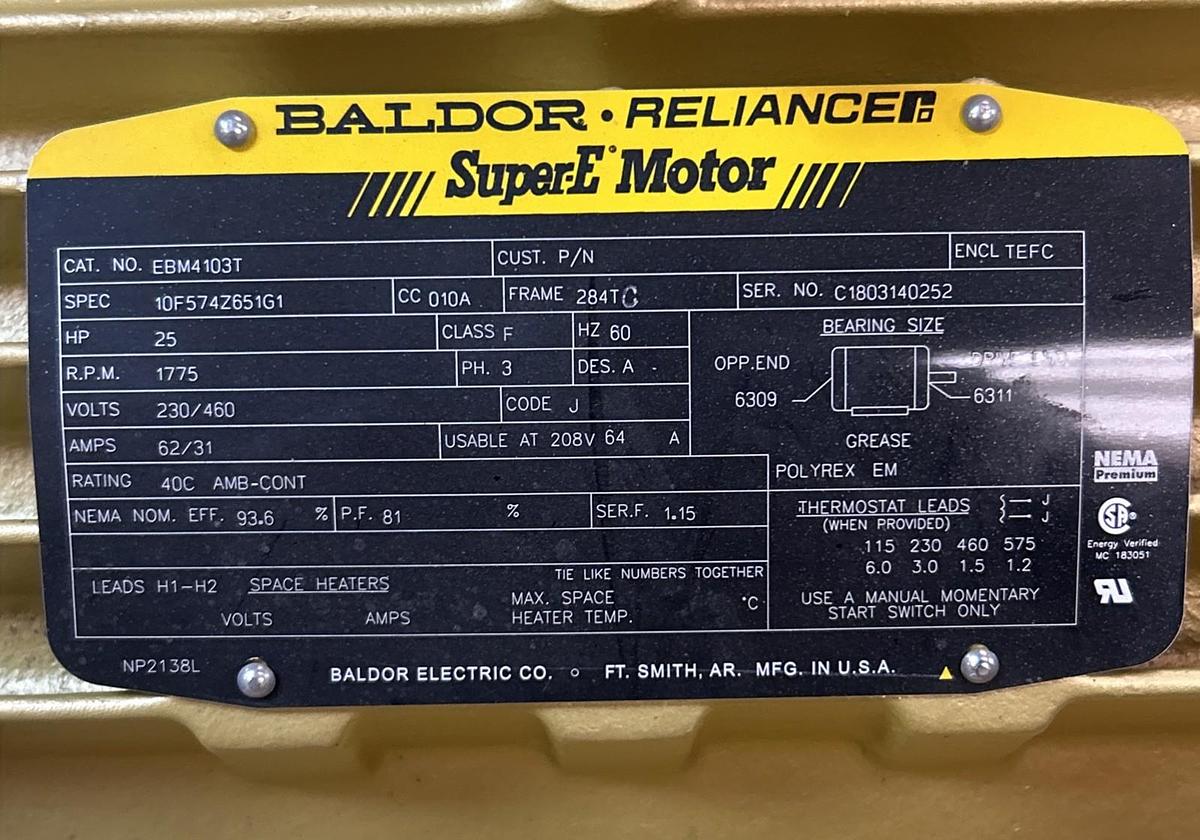 BALDOR • RELIANCE
Super-E® Motor
CAT. NO. EBM4103T CUST. P/N ENCL TEFC
SPEC 10F574Z651G1 CC 010A FRAME 284TC SER. NO. C1803140252
HP 25 CLASS F HZ 60
R.P.M. 1775 PH. 3 DES. A
VOLTS 230/460 CODE J
AMPS 62/31 USABLE AT 208V 64 A
RATING 40C AMB-CONT
NEMA NOM. EFF. 93.6 % P.F. 81 % SER.F. 1.15
BEARING SIZE
OPP.END DRIVE END
6309 6311
GREASE
POLYREX EM
THERMOSTAT LEADS J
(WHEN PROVIDED) J
115 230 460 575
6.0 3.0 1.5 1.2
USE A MANUAL MOMENTARY
START SWITCH ONLY
TIE LIKE NUMBERS TOGETHER
LEADS H1-H2 SPACE HEATERS
MAX. SPACE °C
VOLTS AMPS HEATER TEMP.
NEMA
Premium
SA®
Energy Verified
MC 183051
RU
NP2138L BALDOR ELECTRIC CO. ∘ FT. SMITH, AR. MFG. IN U.S.A.